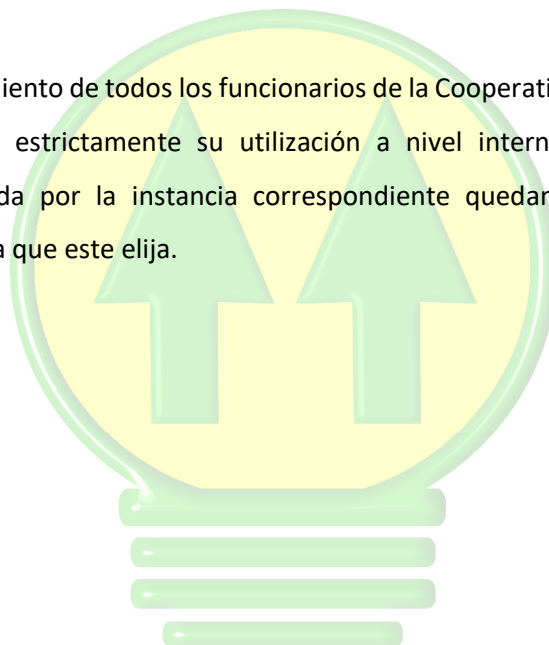 iento de todos los funcionarios de la Cooperati
estrictamente su utilización a nivel intern
da por la instancia correspondiente quedar
que este elija.